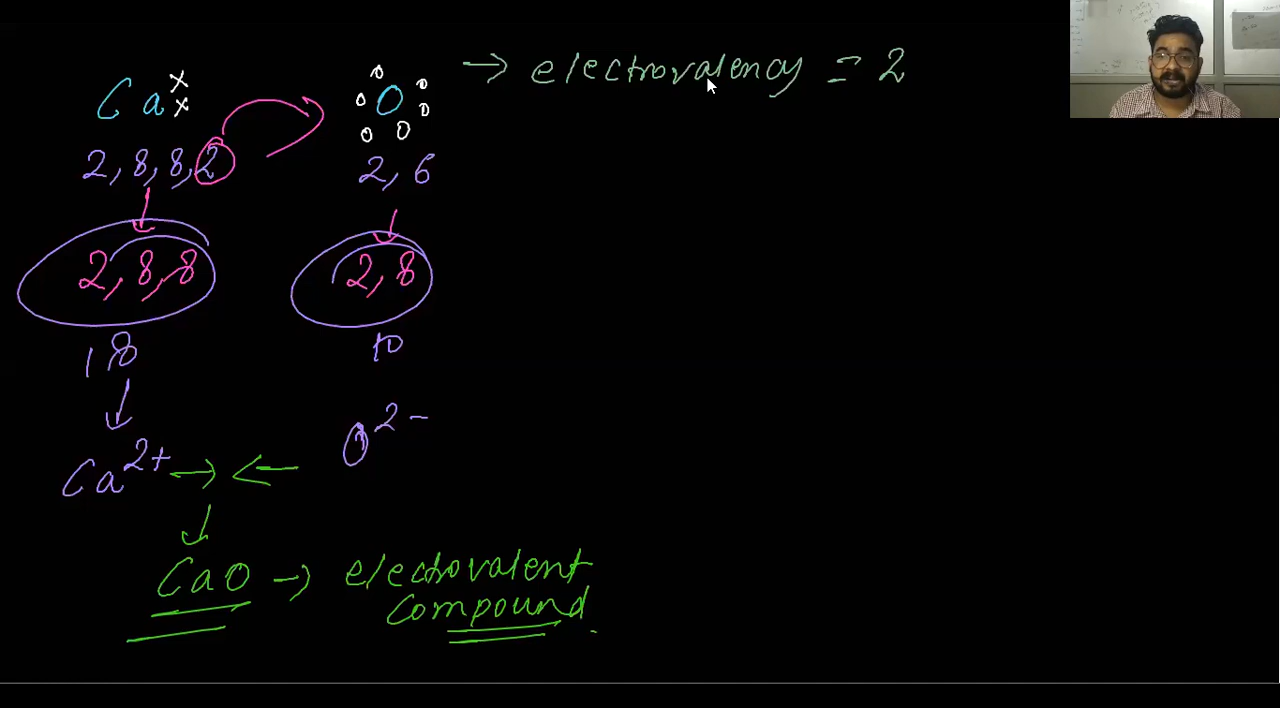 Ca xx O → electrovalency = 2
2, 8, 8, 2 2, 6
2, 8, 8 2, 8
18 10
Ca2+ → ← O2-
CaO → electrovalent
compound.